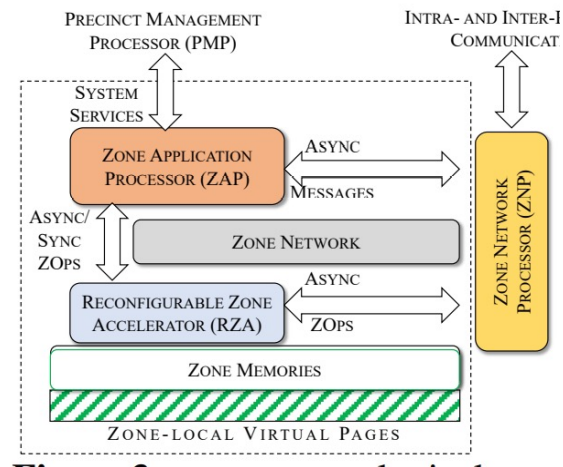 PRECINCT MANAGEMENT
PROCESSOR (PMP)
INTRA- AND INTER-
COMMUNICAT
SYSTEM
SERVICES
ZONE APPLICATION
PROCESSOR (ZAP)
ASYNC
MESSAGES
ASYNC/
SYNC
ZOPS
ZONE NETWORK
ZONE NETWORK
PROCESSOR (ZNP)
RECONFIGURABLE ZONE
ACCELERATOR (RZA)
ASYNC
ZOPS
ZONE MEMORIES
ZONE-LOCAL VIRTUAL PAGES